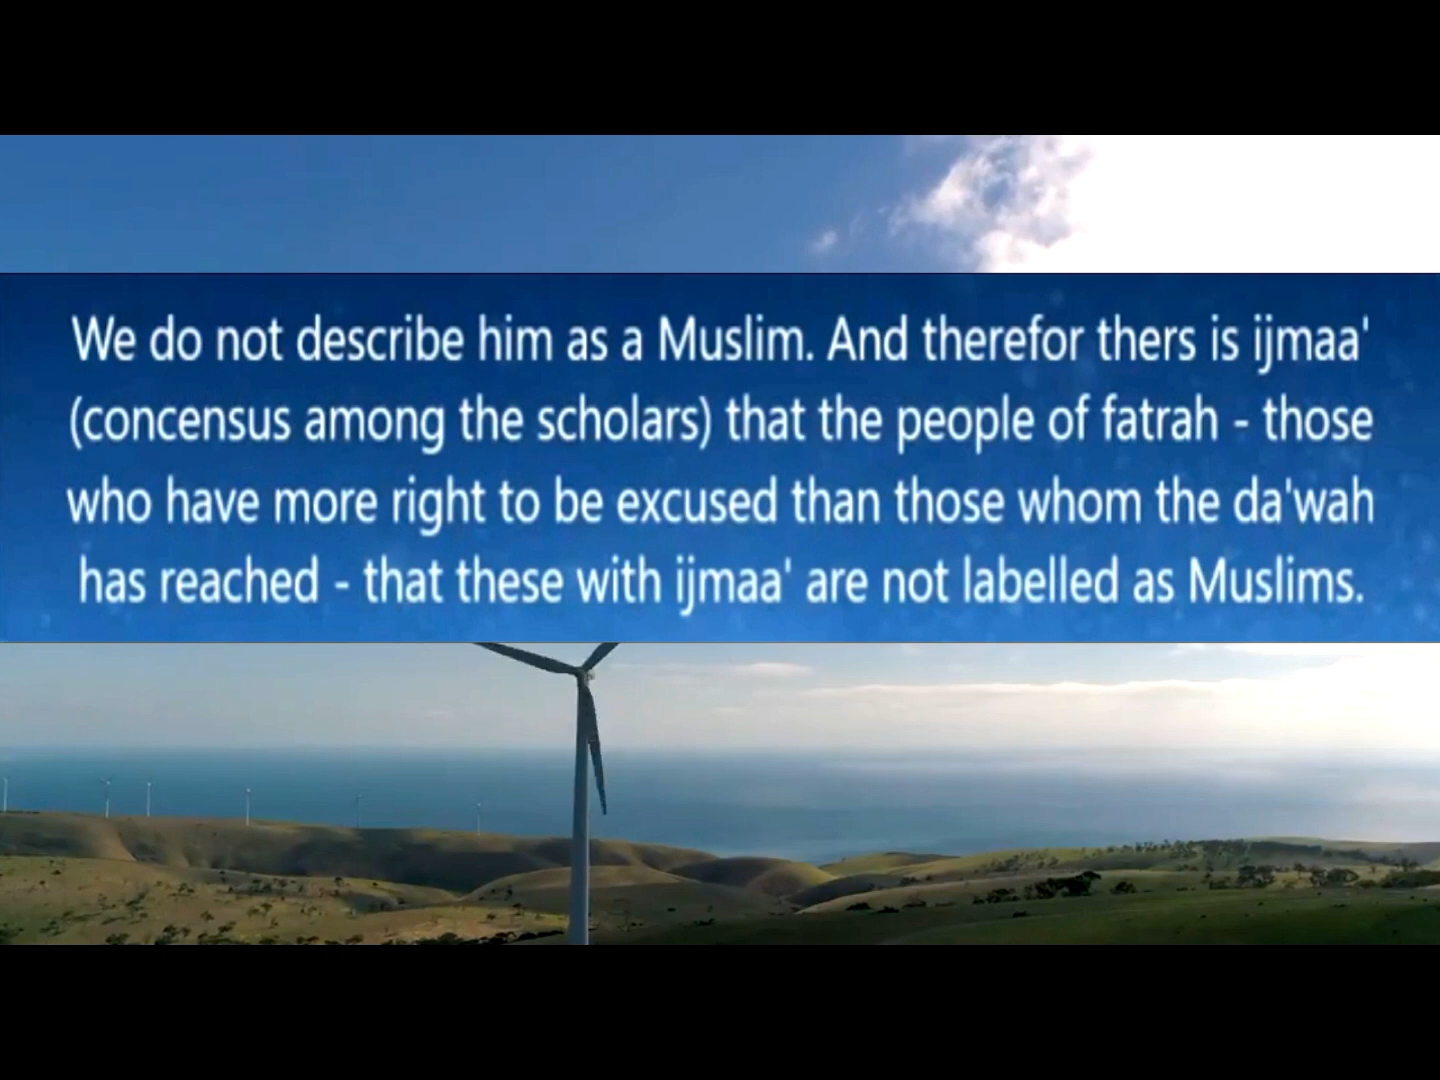 We do not describe him as a Muslim. And therefor thers is ijmaa'
(concensus among the scholars) that the people of fatrah - those
who have more right to be excused than those whom the da'wah
has reached - that these with ijmaa' are not labelled as Muslims.